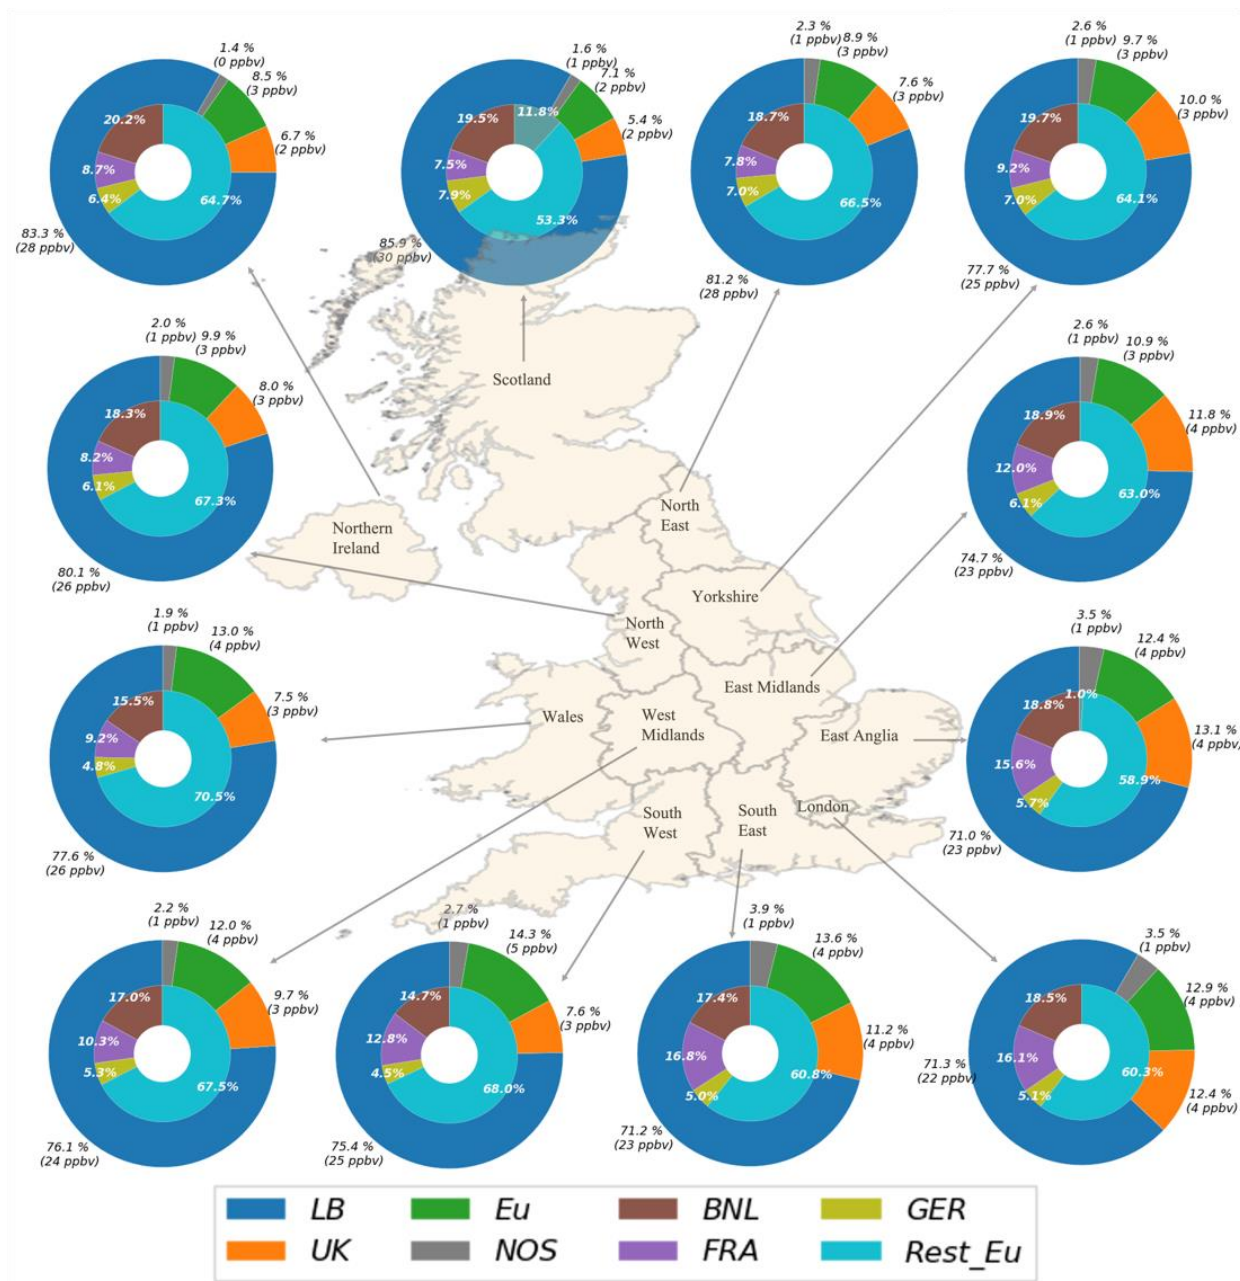 1.4 %
(0 ppbv)
8.5 %
(3 ppbv)
6.7 %
(2 ppbv)
20.2%
8.7%
6.4%
64.7%
83.3 %
(28 ppbv)
1.6 %
(1 ppbv)
7.1 %
(2 ppbv)
5.4 %
(2 ppbv)
11.8%
19.5%
7.5%
7.9%
53.3%
85.9 %
(30 ppbv)
2.3 %
(1 ppbv)
8.9 %
(3 ppbv)
7.6 %
(3 ppbv)
18.7%
7.8%
7.0%
66.5%
81.2 %
(28 ppbv)
2.6 %
(1 ppbv)
9.7 %
(3 ppbv)
10.0 %
(3 ppbv)
19.7%
9.2%
7.0%
64.1%
77.7 %
(25 ppbv)
2.0 %
(1 ppbv)
9.9 %
(3 ppbv)
8.0 %
(3 ppbv)
18.3%
8.2%
6.1%
67.3%
80.1 %
(26 ppbv)
Scotland
Northern
Ireland
North
East
Yorkshire
North
West
East Midlands
Wales
West
Midlands
East Anglia
London
South
West
South
East
2.6 %
(1 ppbv)
10.9 %
(3 ppbv)
11.8 %
(4 ppbv)
18.9%
12.0%
6.1%
63.0%
74.7 %
(23 ppbv)
1.9 %
(1 ppbv)
13.0 %
(4 ppbv)
7.5 %
(3 ppbv)
15.5%
9.2%
4.8%
70.5%
77.6 %
(26 ppbv)
3.5 %
(1 ppbv)
12.4 %
(4 ppbv)
13.1 %
(4 ppbv)
1.0%
18.8%
15.6%
5.7%
58.9%
71.0 %
(23 ppbv)
2.2 %
(1 ppbv)
12.0 %
(4 ppbv)
9.7 %
(3 ppbv)
17.0%
10.3%
5.3%
67.5%
76.1 %
(24 ppbv)
2.7 %
(1 ppbv)
14.3 %
(5 ppbv)
7.6 %
(3 ppbv)
14.7%
12.8%
4.5%
68.0%
75.4 %
(25 ppbv)
3.9 %
(1 ppbv)
13.6 %
(4 ppbv)
11.2 %
(4 ppbv)
17.4%
16.8%
5.0%
60.8%
71.2 %
(23 ppbv)
3.5 %
(1 ppbv)
12.9 %
(4 ppbv)
12.4 %
(4 ppbv)
18.5%
16.1%
5.1%
60.3%
71.3 %
(22 ppbv)
LB Eu BNL GER
UK NOS FRA Rest_Eu